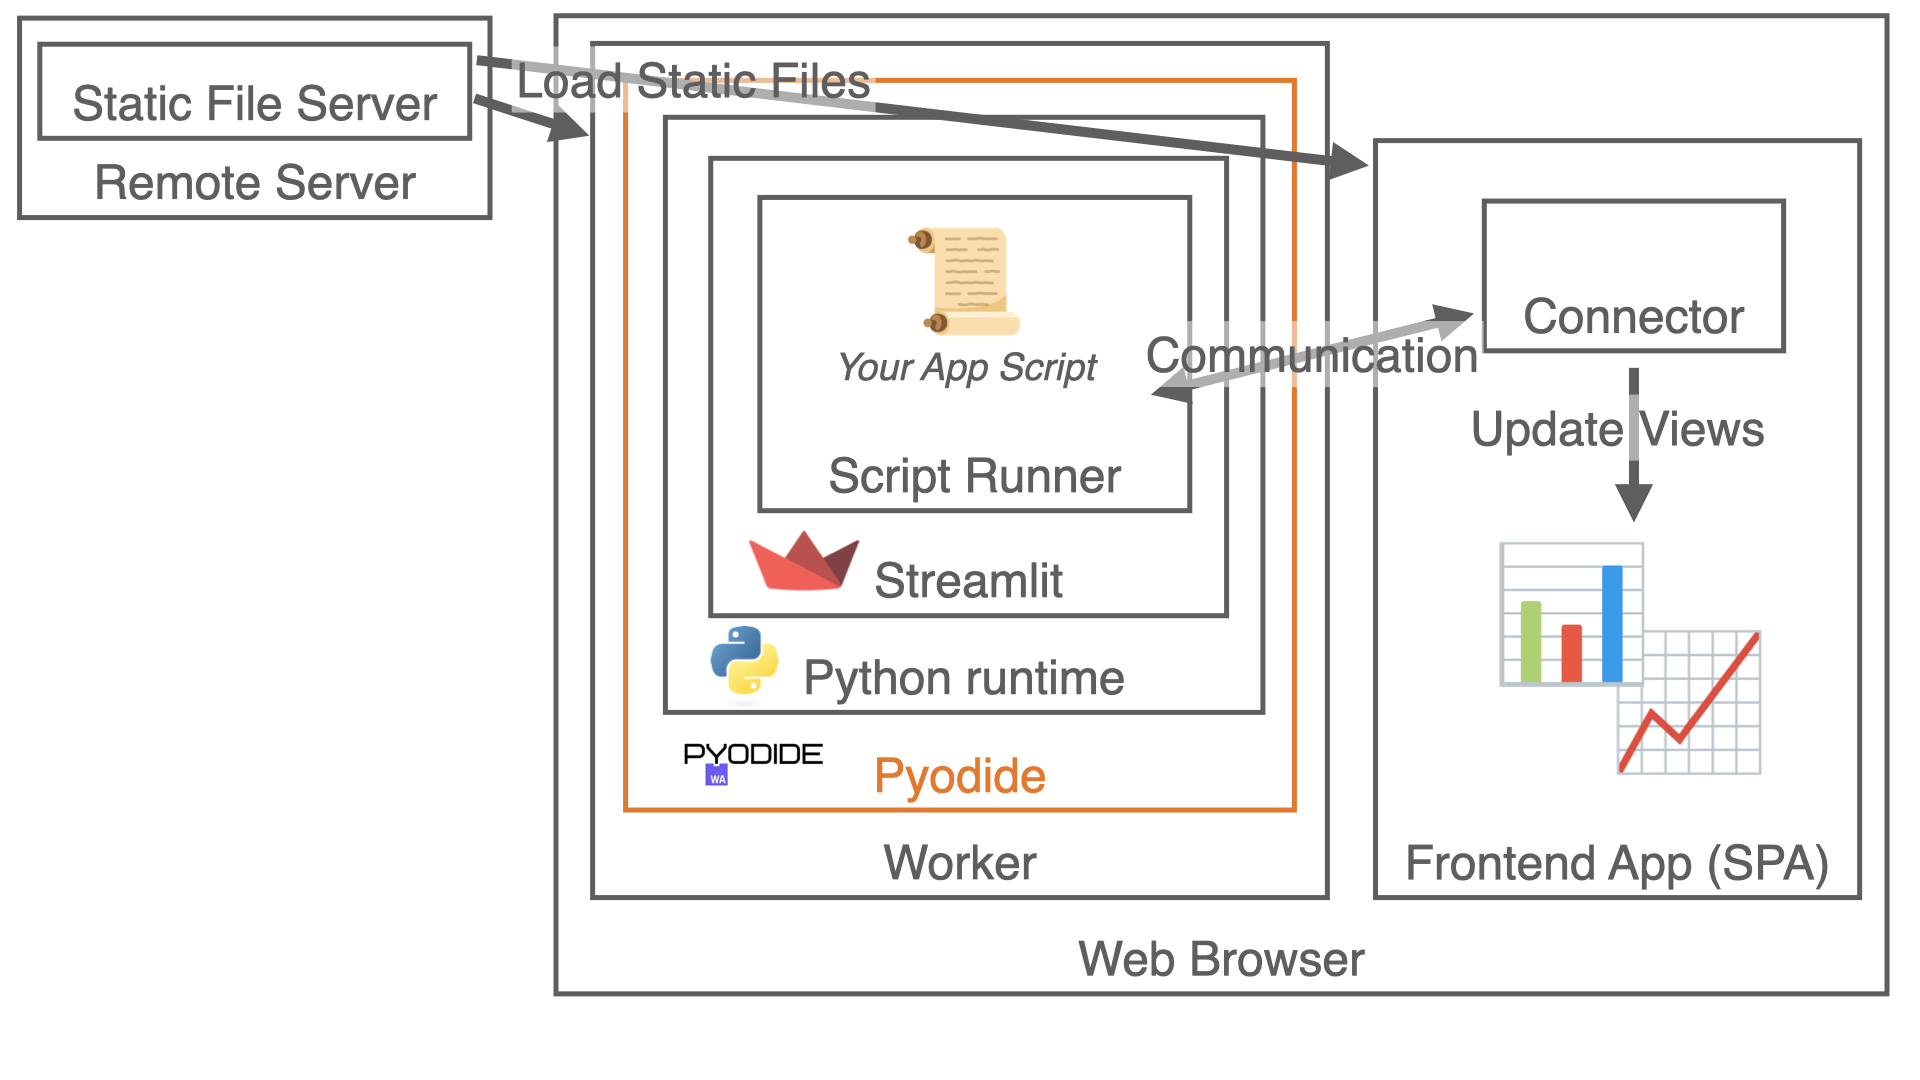 Static File Server
Remote Server
Load Static Files
Your App Script
Script Runner
Streamlit
Python runtime
PYODIDE
WA
Pyodide
Worker
Communication
Connector
Update Views
Frontend App (SPA)
Web Browser